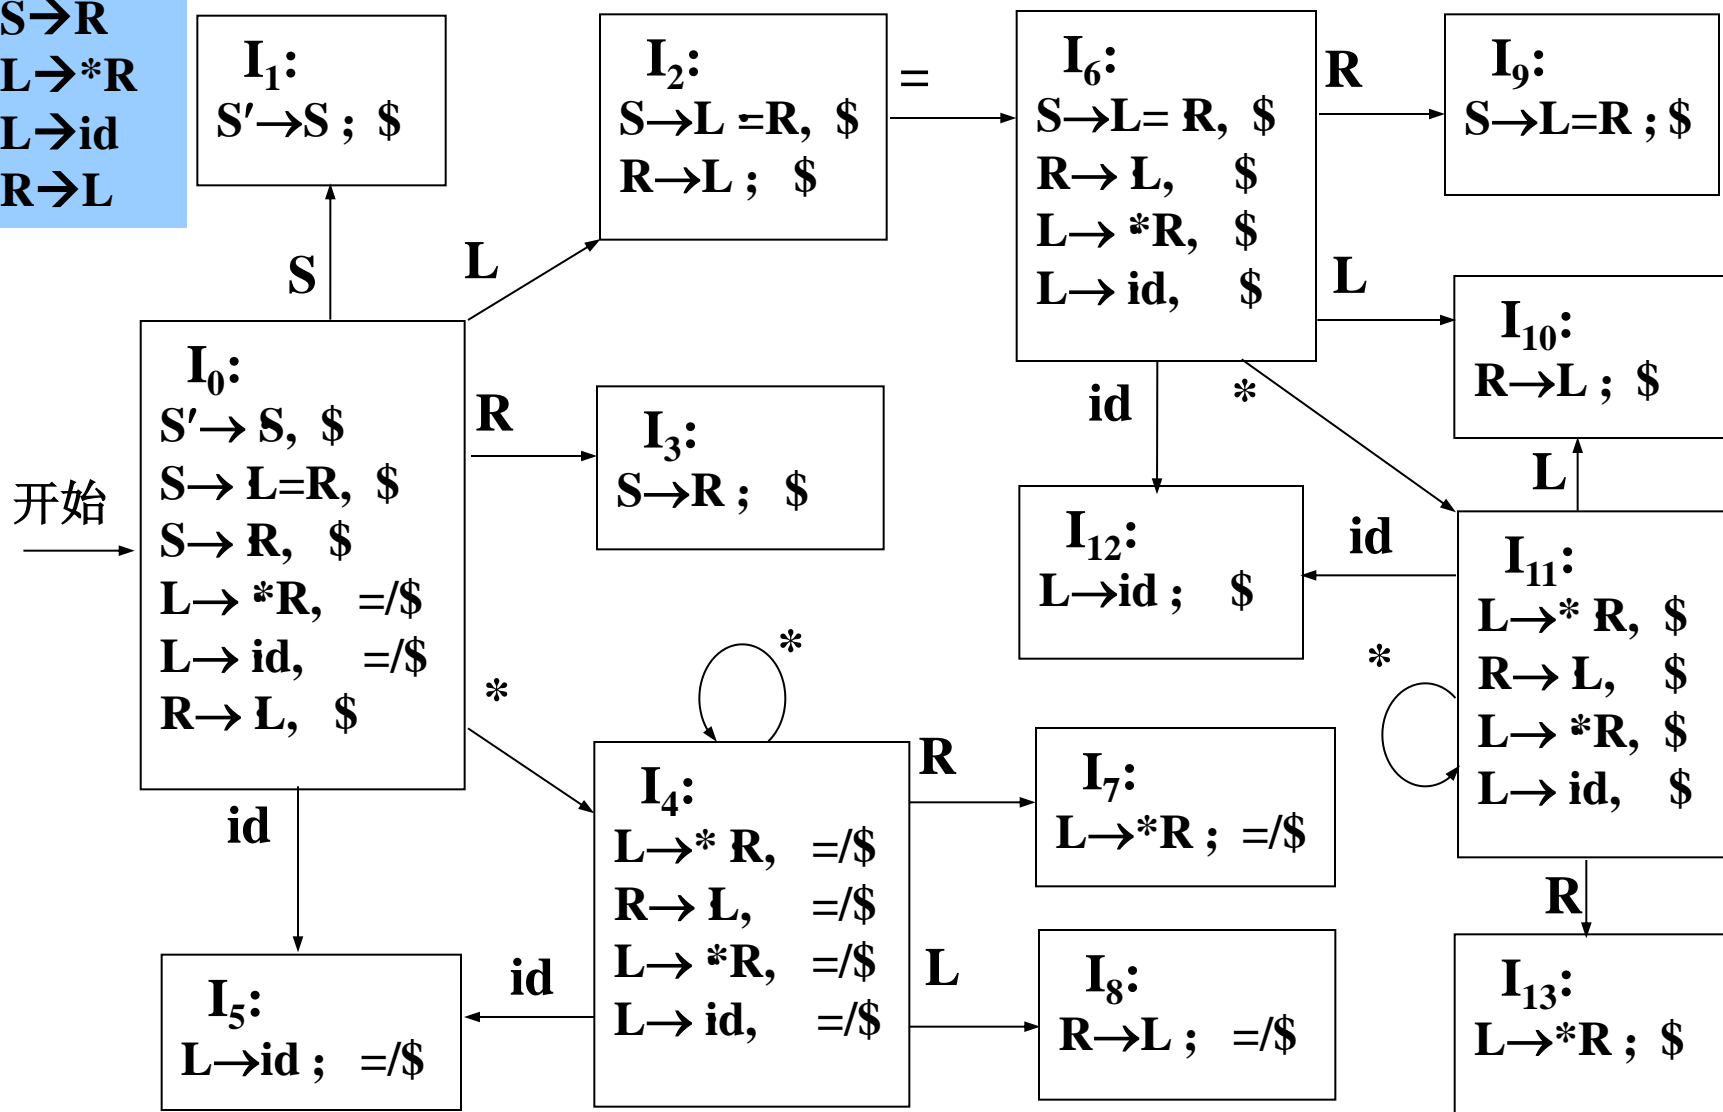 S→R
L→*R
L→id
R→L
I1:
S′→S ; $
I2:
S→L ·=R, $
R→L ; $
=
I6:
S→L= ·R, $
R→ ·L, $
L→ ·*R, $
L→ ·id, $
R
I9:
S→L=R ; $
S
L
L
I10:
R→L ; $
I0:
S′→ ·S, $
S→ ·L=R, $
S→ ·R, $
L→ ·*R, =/$
L→ ·id, =/$
R→ ·L, $
开始
R
I3:
S→R ; $
id
*
I12:
L→id ; $
id
L
I11:
L→* ·R, $
R→ ·L, $
L→ ·*R, $
L→ ·id, $
*
*
*
id
I4:
L→* ·R, =/$
R→ ·L, =/$
L→ ·*R, =/$
L→ ·id, =/$
R
I7:
L→*R ; =/$
R
id
I5:
L→id ; =/$
L
I8:
R→L ; =/$
I13:
L→*R ; $